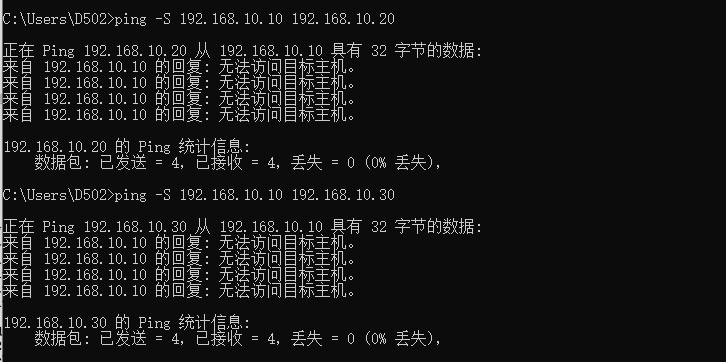 C:\Users\D502>ping -S 192.168.10.10 192.168.10.20
正在 Ping 192.168.10.20 从 192.168.10.10 具有 32 字节的数据:
来自 192.168.10.10 的回复: 无法访问目标主机。
来自 192.168.10.10 的回复: 无法访问目标主机。
来自 192.168.10.10 的回复: 无法访问目标主机。
来自 192.168.10.10 的回复: 无法访问目标主机。
192.168.10.20 的 Ping 统计信息:
数据包: 已发送 = 4, 已接收 = 4, 丢失 = 0 (0% 丢失),
C:\Users\D502>ping -S 192.168.10.10 192.168.10.30
正在 Ping 192.168.10.30 从 192.168.10.10 具有 32 字节的数据:
来自 192.168.10.10 的回复: 无法访问目标主机。
来自 192.168.10.10 的回复: 无法访问目标主机。
来自 192.168.10.10 的回复: 无法访问目标主机。
来自 192.168.10.10 的回复: 无法访问目标主机。
192.168.10.30 的 Ping 统计信息:
数据包: 已发送 = 4, 已接收 = 4, 丢失 = 0 (0% 丢失),